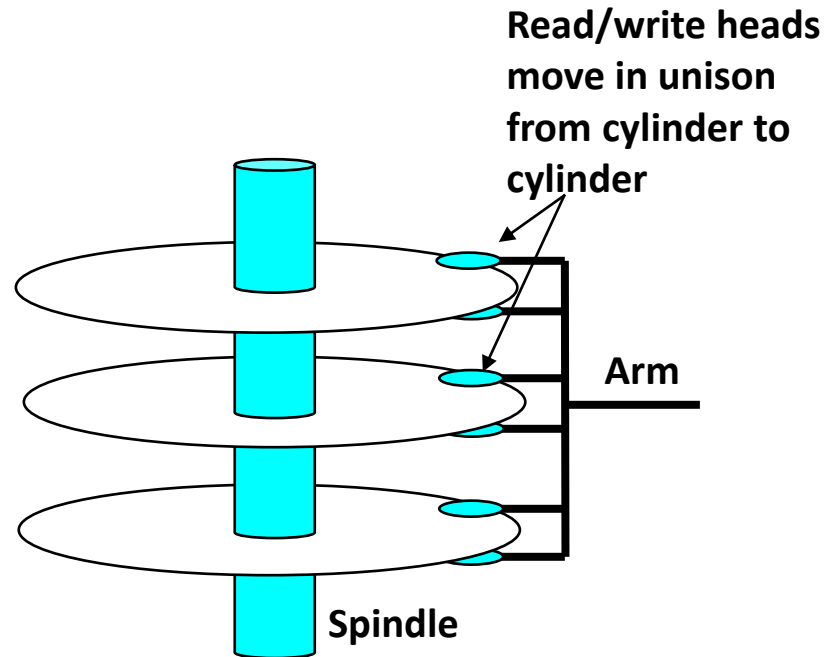 Read/write heads
move in unison
from cylinder to
cylinder
Arm
Spindle